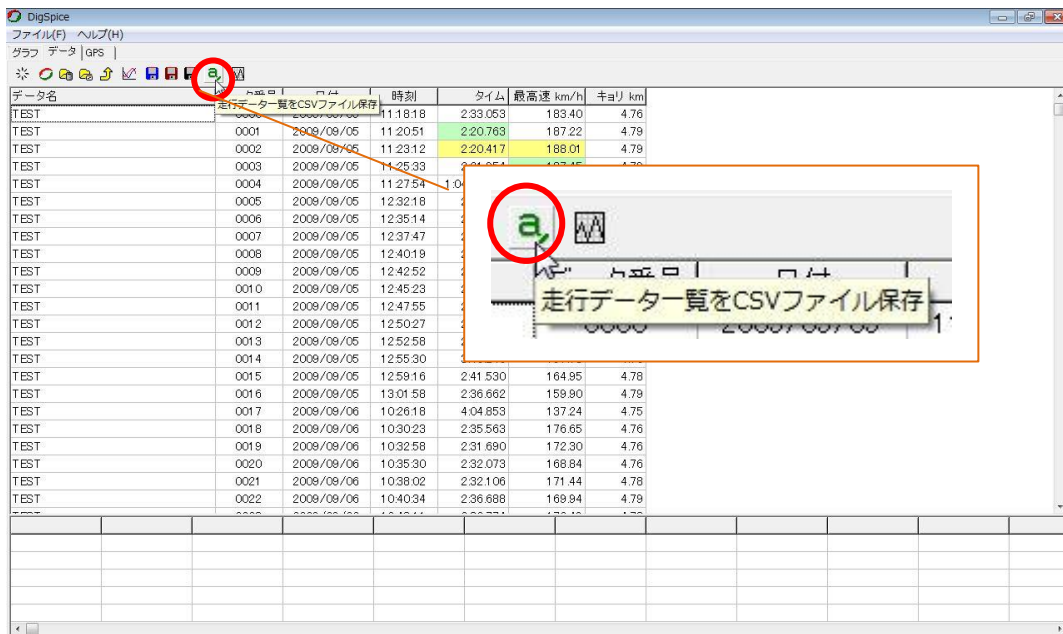 DigSpice
ファイル(F) ヘルプ(H)
グラフ データ GPS
a
データ名 時刻 タイム 最高速 km/h キョリ km
走行データ一覧をCSVファイル保存
TEST 11:18:18 2:33.053 183.40 4.76
TEST 0001 2009/09/05 11:20:51 2:20.763 187.22 4.79
TEST 0002 2009/09/05 11:23:12 2:20.417 188.01 4.79
TEST 0003 2009/09/05 11:25:33
TEST 0004 2009/09/05 11:27:54
TEST 0005 2009/09/05 12:32:18
TEST 0006 2009/09/05 12:35:14
TEST 0007 2009/09/05 12:37:47
TEST 0008 2009/09/05 12:40:19
TEST 0009 2009/09/05 12:42:52
TEST 0010 2009/09/05 12:45:23
TEST 0011 2009/09/05 12:47:55
TEST 0012 2009/09/05 12:50:27
TEST 0013 2009/09/05 12:52:58
TEST 0014 2009/09/05 12:55:30
TEST 0015 2009/09/05 12:59:16 2:41.530 164.95 4.78
TEST 0016 2009/09/05 13:01:58 2:36.662 159.90 4.79
TEST 0017 2009/09/06 10:26:18 4:04.853 137.24 4.75
TEST 0018 2009/09/06 10:30:23 2:35.563 176.65 4.76
TEST 0019 2009/09/06 10:32:58 2:31.690 172.30 4.76
TEST 0020 2009/09/06 10:35:30 2:32.073 168.84 4.76
TEST 0021 2009/09/06 10:38:02 2:32.106 171.44 4.78
TEST 0022 2009/09/06 10:40:34 2:36.688 169.94 4.79
a
走行データ一覧をCSVファイル保存